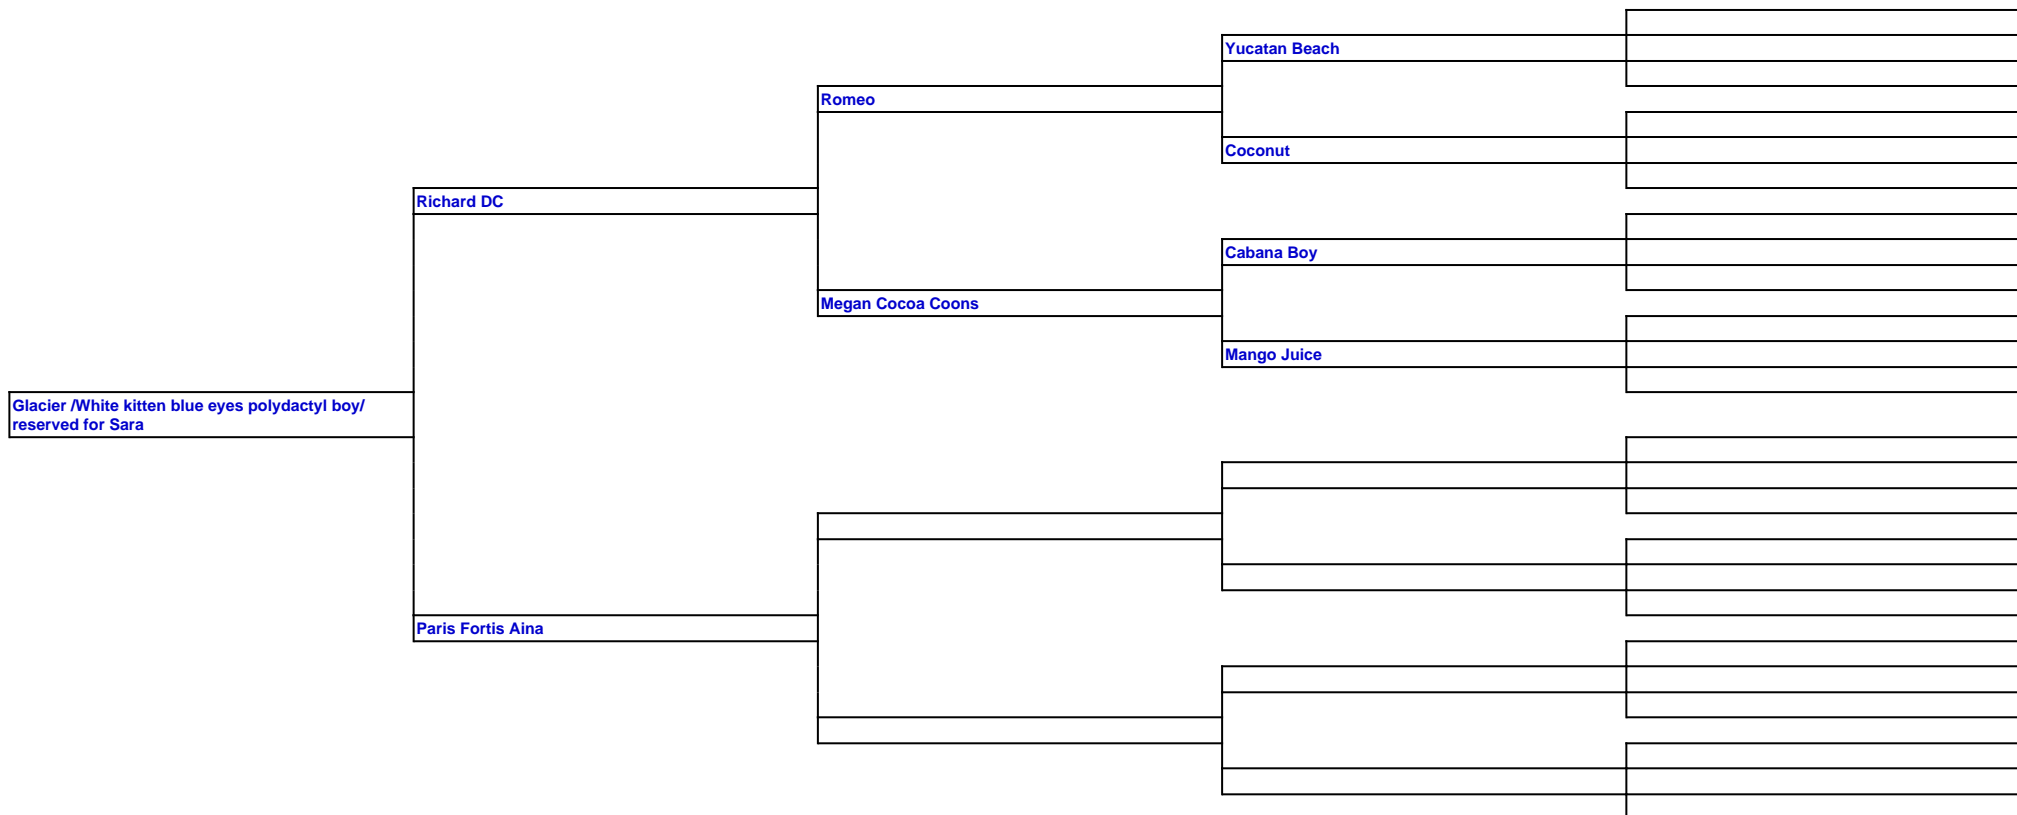 Yucatan Beach
Romeo
Coconut
Richard DC
Cabana Boy
Megan Cocoa Coons
Mango Juice
Glacier /White kitten blue eyes polydactyl boy/
reserved for Sara
Paris Fortis Aina